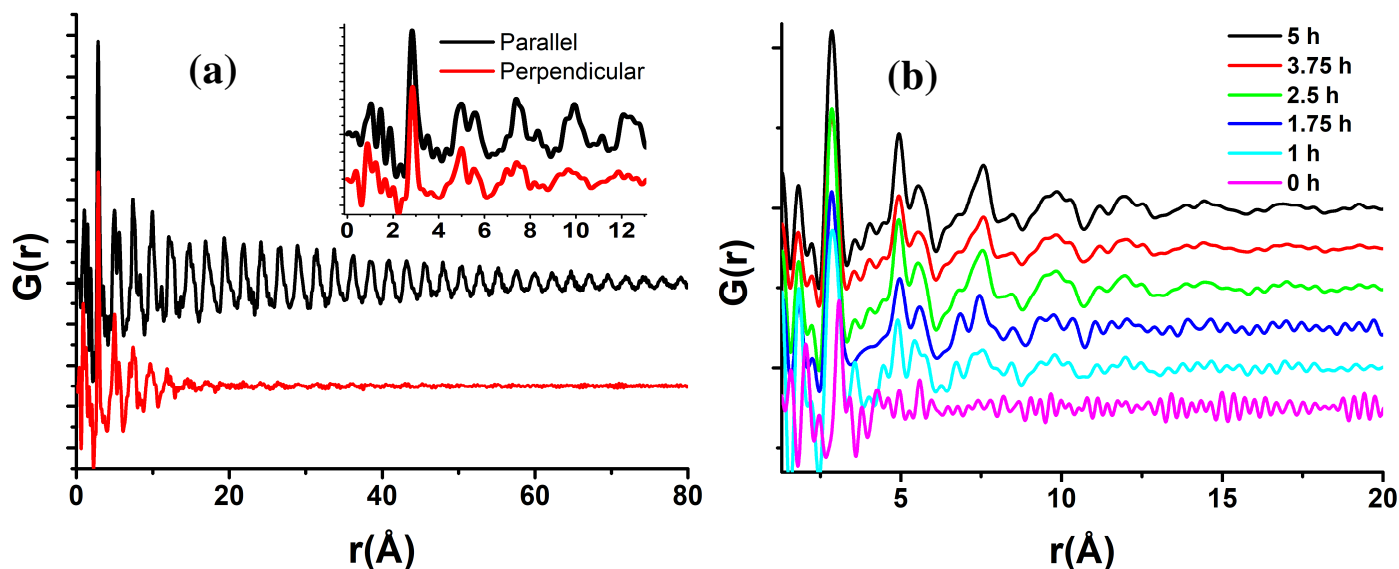 (a)
Parallel
Perpendicular
0 2 4 6 8 10 12
G(r)
0 20 40 60 80
r(Å)
(b)
5 h
3.75 h
2.5 h
1.75 h
1 h
0 h
G(r)
5 10 15 20
r(Å)